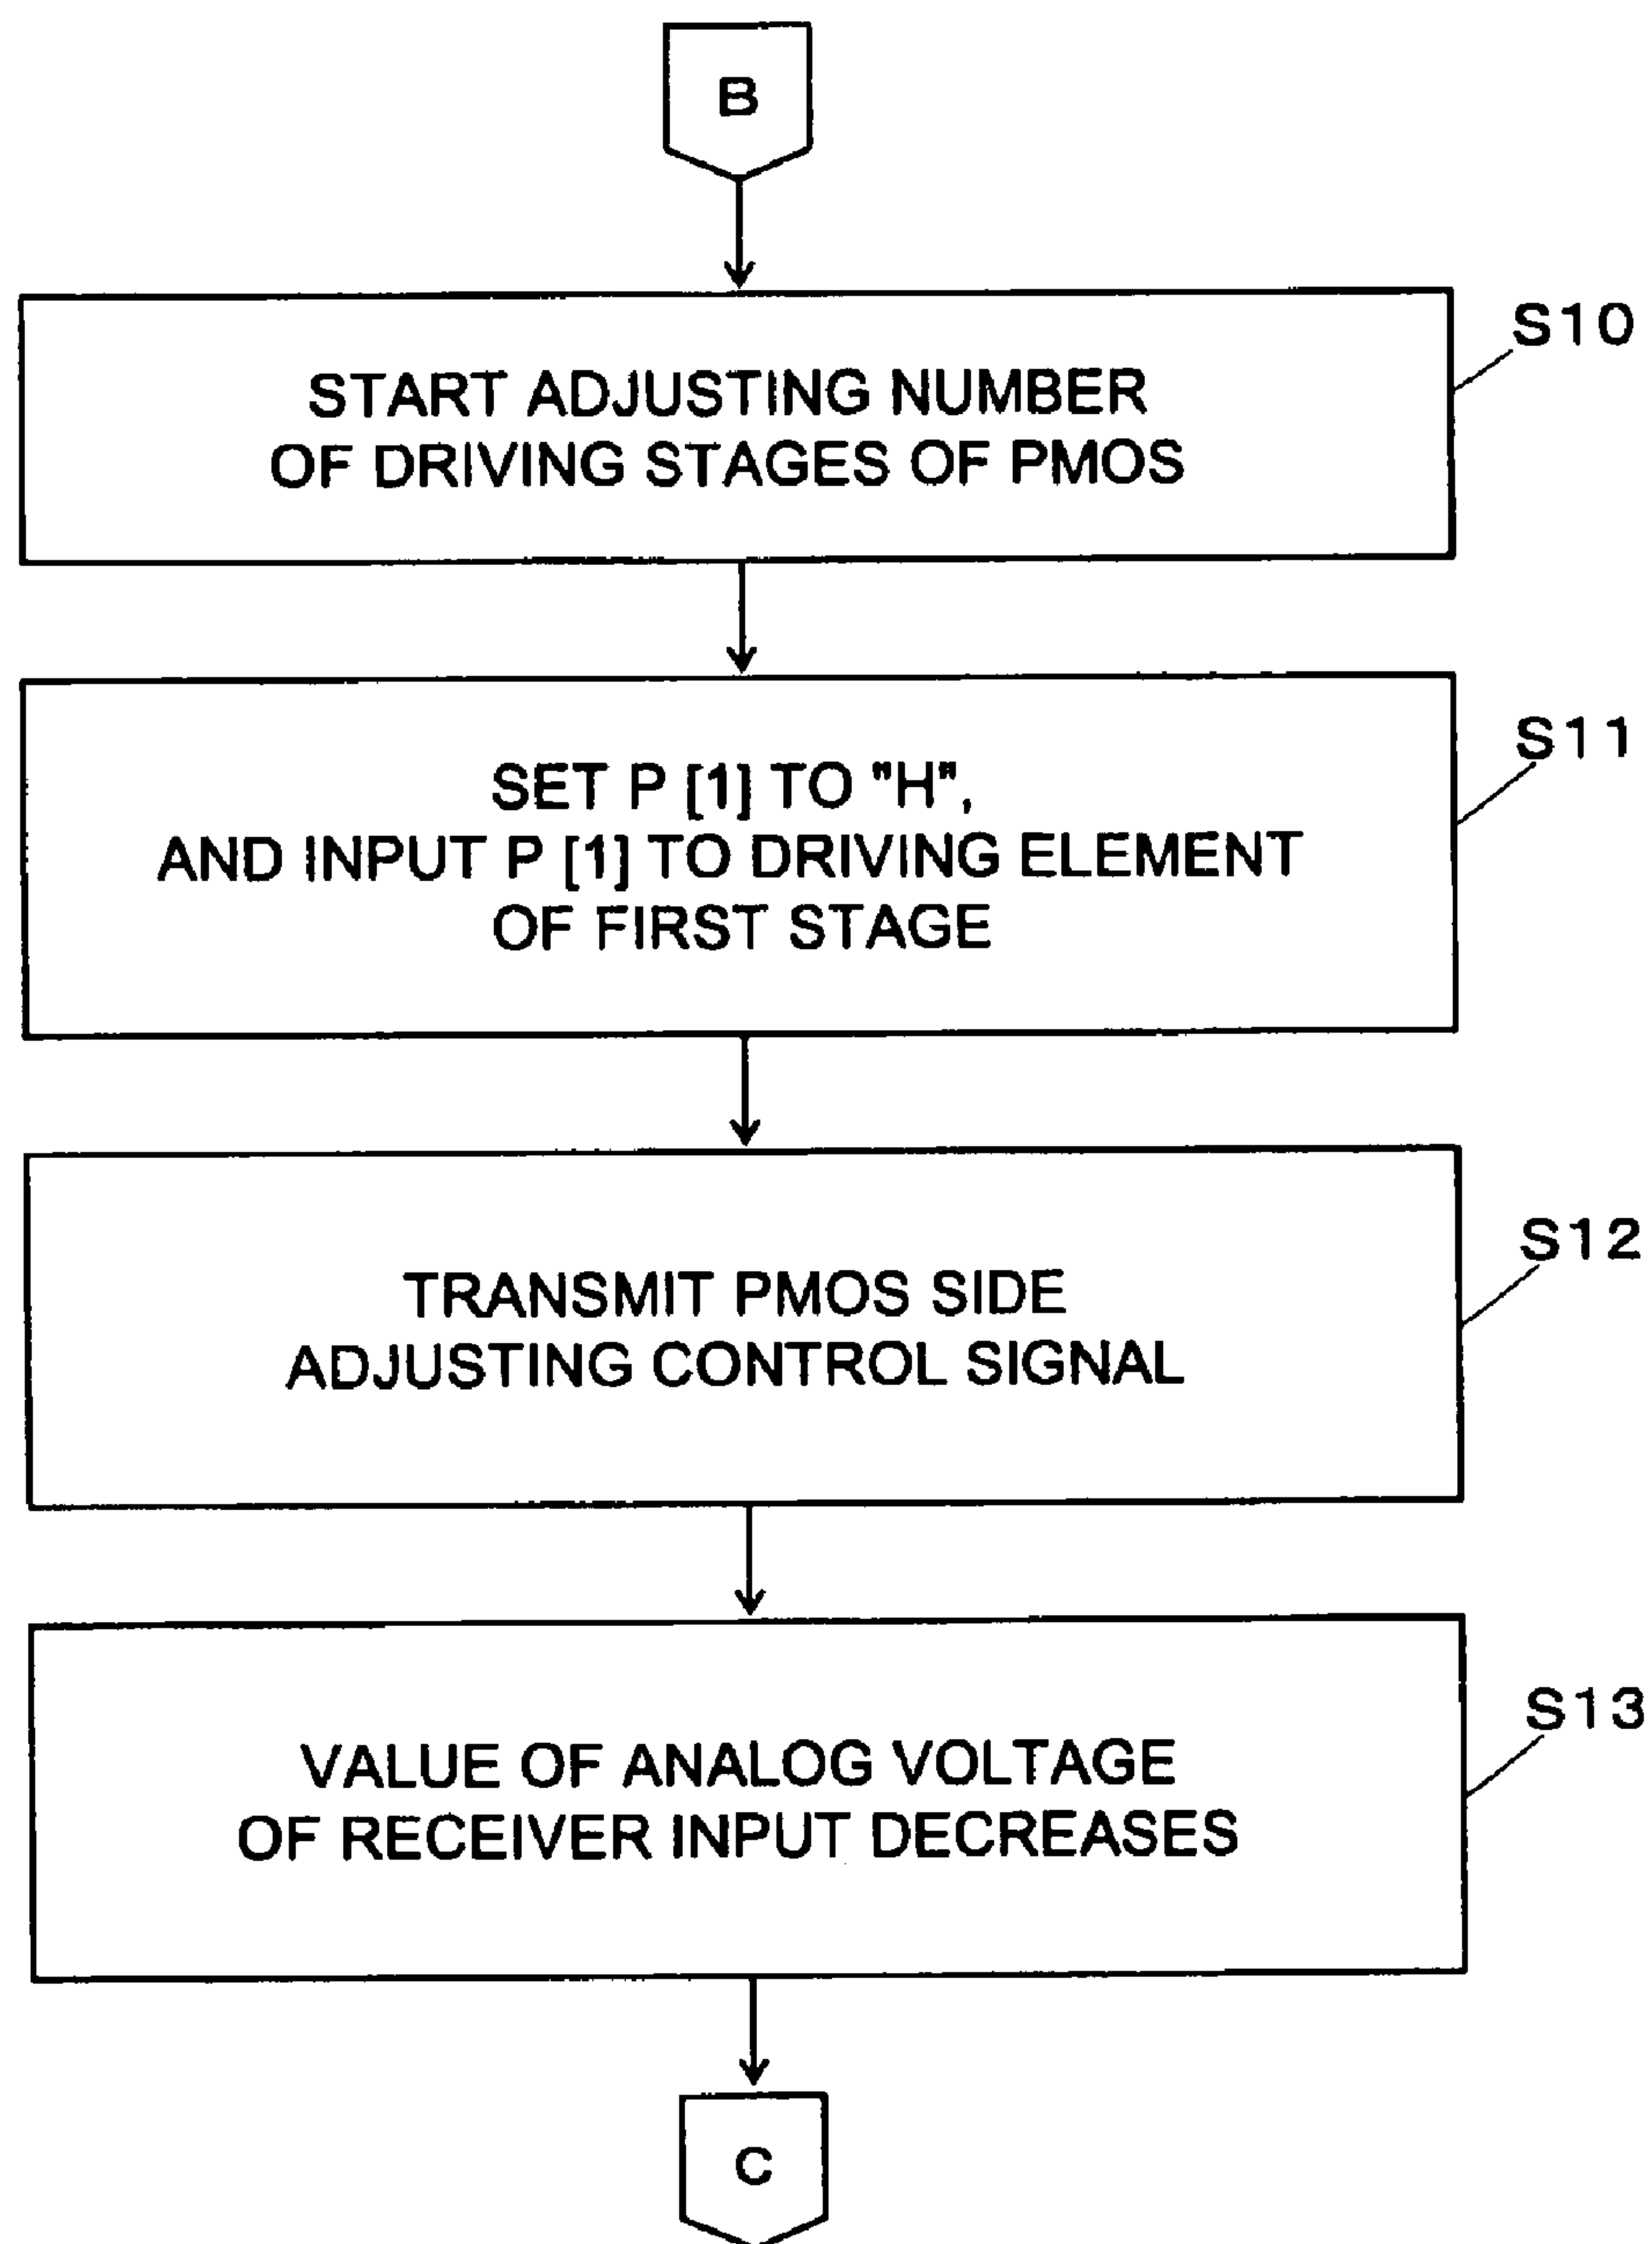 B
S10
START ADJUSTING NUMBER
OF DRIVING STAGES OF PMOS
S11
SET P [1] TO "H",
AND INPUT P [1] TO DRIVING ELEMENT
OF FIRST STAGE
S12
TRANSMIT PMOS SIDE
ADJUSTING CONTROL SIGNAL
S13
VALUE OF ANALOG VOLTAGE
OF RECEIVER INPUT DECREASES
C